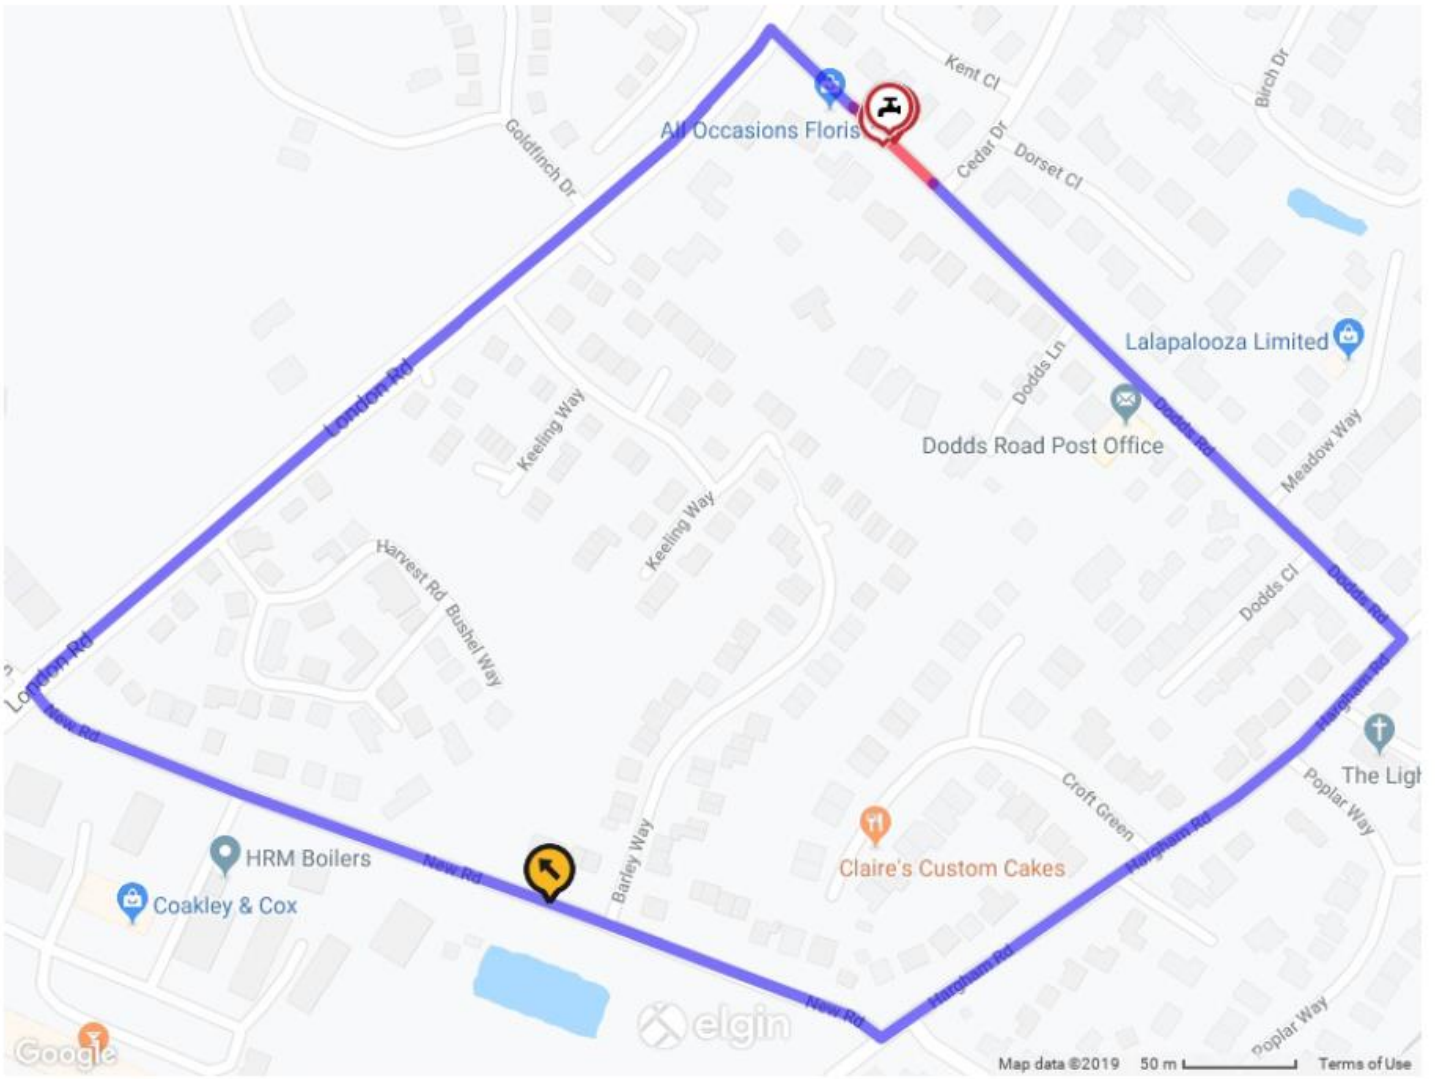 Kent Cl
Birch Dr
All Occasions Floris
Goldfinch Dr
Cedar Dr
Dorset Cl
Lalapalooza Limited
Dodds Ln
London Rd
Keeling Way
Dodds Road Post Office
Dodds Rd
Meadow Way
Keeling Way
Harvest Rd
Bushel Way
Dodds Cl
Dodds Rd
London Rd
New Rd
Hargham Rd
The Ligh
Poplar Way
Croft Green
Hargham Rd
HRM Boilers
New Rd
Barley Way
Claire's Custom Cakes
Coakley & Cox
Hargham Rd
New Rd
elgin
Poplar Way
Google
Map data ©2019 50 m Terms of Use